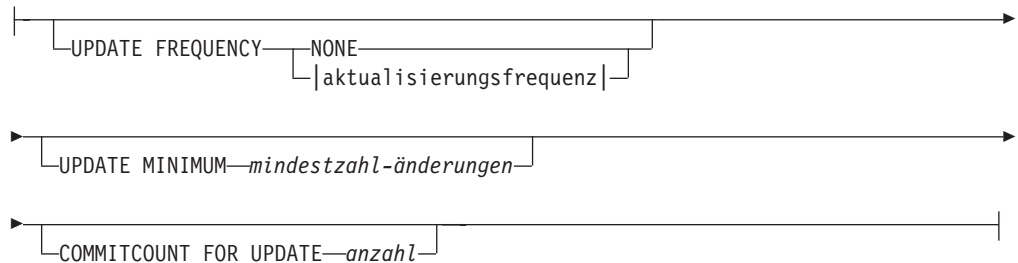 UPDATE FREQUENCY NONE
|aktualisierungsfrequenz|
UPDATE MINIMUM mindestzahl-änderungen
COMMITCOUNT FOR UPDATE anzahl